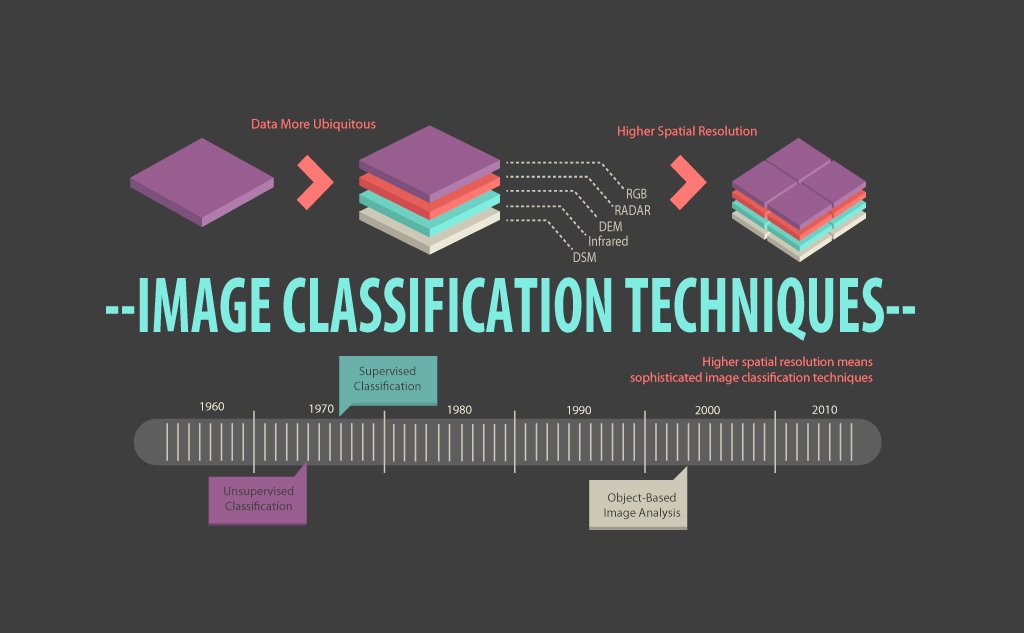 Data More Ubiquitous
Higher Spatial Resolution
RGB
RADAR
DEM
Infrared
DSM
--IMAGE CLASSIFICATION TECHNIQUES--
Higher spatial resolution means
sophisticated image classification techniques
Supervised
Classification
1960 1970 1980 1990 2000 2010
Unsupervised
Classification
Object-Based
Image Analysis